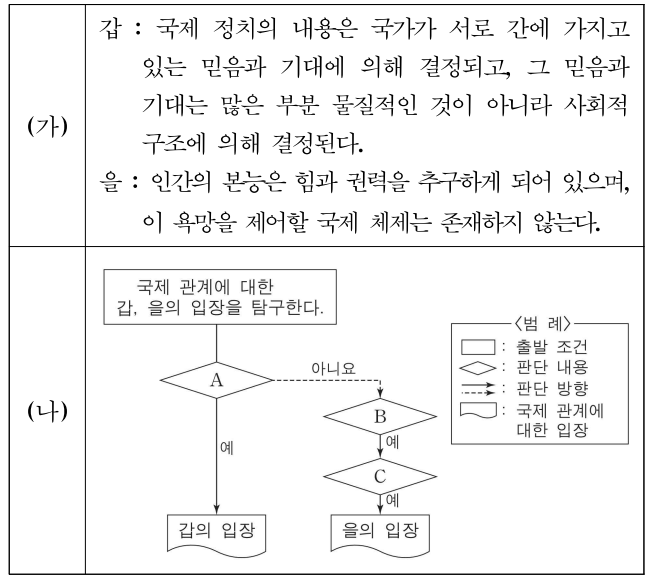 (가)
갑 : 국제 정치의 내용은 국가가 서로 간에 가지고
있는 믿음과 기대에 의해 결정되고, 그 믿음과
기대는 많은 부분 물질적인 것이 아니라 사회적
구조에 의해 결정된다.
을 : 인간의 본능은 힘과 권력을 추구하게 되어 있으며,
이 욕망을 제어할 국제 체제는 존재하지 않는다.
(나)
국제 관계에 대한
갑, 을의 입장을 탐구한다.
A
아니요
B
예
예
C
예
갑의 입장
을의 입장
〈범 례〉
: 출발 조건
: 판단 내용
: 판단 방향
: 국제 관계에
대한 입장